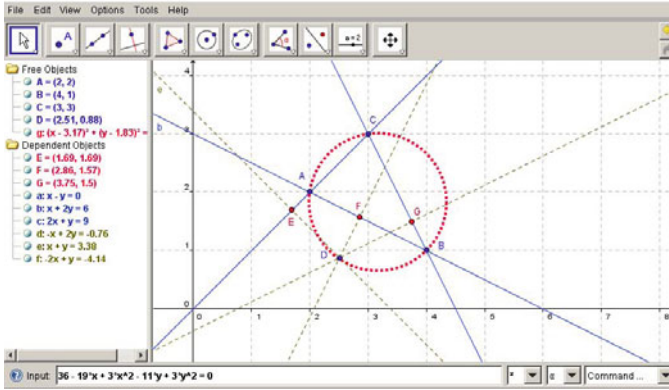 File Edit View Options Tools Help
A
a=2
Free Objects
A = (2, 2)
B = (4, 1)
C = (3, 3)
D = (2.51, 0.88)
g: (x - 3.17)² + (y - 1.83)² =
Dependent Objects
E = (1.69, 1.69)
F = (2.86, 1.57)
G = (3.75, 1.5)
a: x - y = 0
b: x + 2y = 6
c: 2x + y = 9
d: -x + 2y = -0.76
e: x + y = 3.38
f: -2x + y = -4.14
4
e
b
3
C
A
2
E
F
G
1
D
B
0
0 1 2 3 4 5 6 7 8
Input: 36 - 19*x + 3*x^2 - 11*y + 3*y^2 = 0
α
Command ...